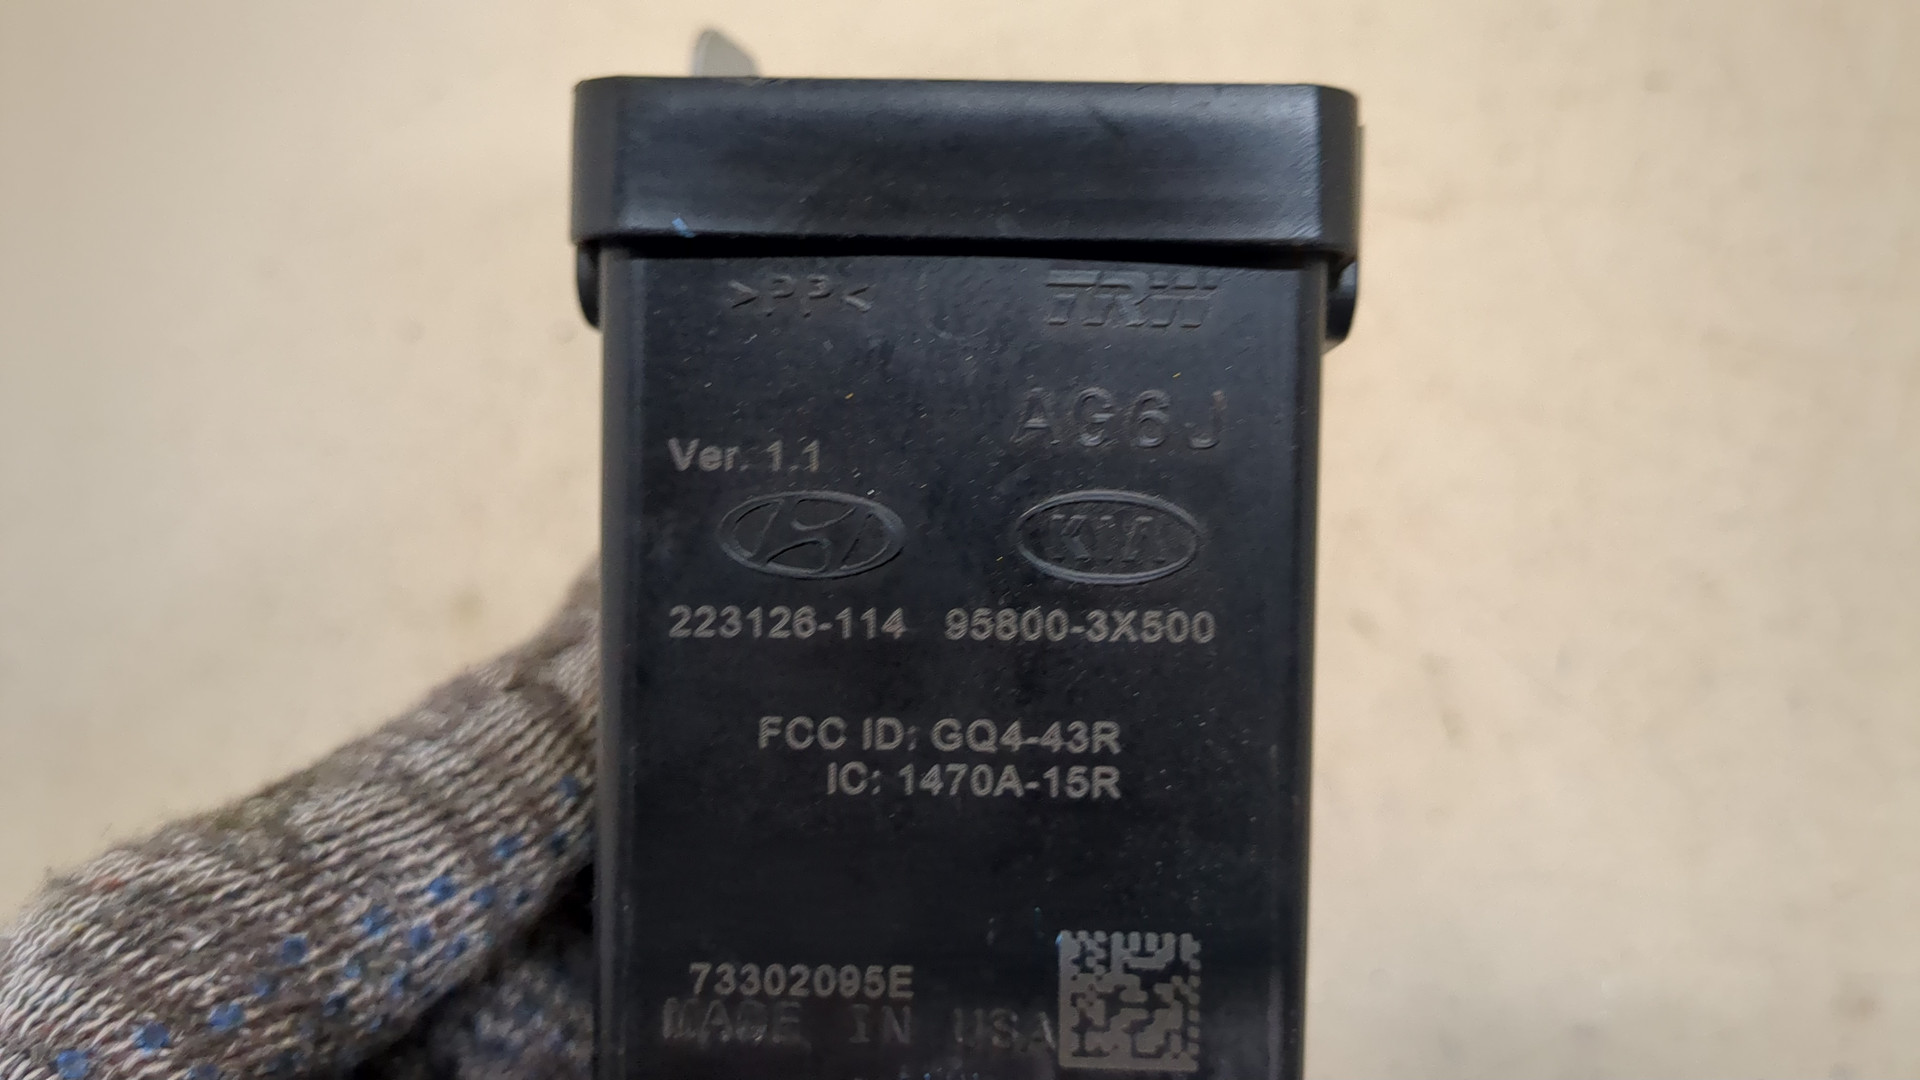 >PP< TRW
AG6J
Ver. 1.1
KIA
223126-114 95800-3X500
FCC ID: GQ4-43R
IC: 1470A-15R
73302095E
MADE IN USA